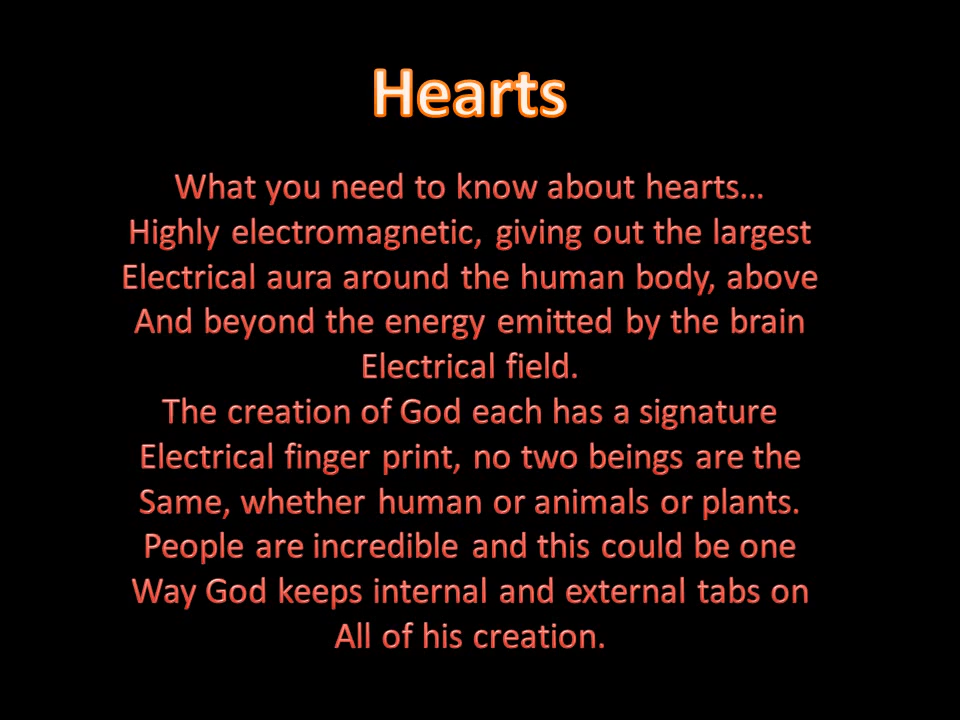 Hearts
What you need to know about hearts…
Highly electromagnetic, giving out the largest
Electrical aura around the human body, above
And beyond the energy emitted by the brain
Electrical field.
The creation of God each has a signature
Electrical finger print, no two beings are the
Same, whether human or animals or plants.
People are incredible and this could be one
Way God keeps internal and external tabs on
All of his creation.